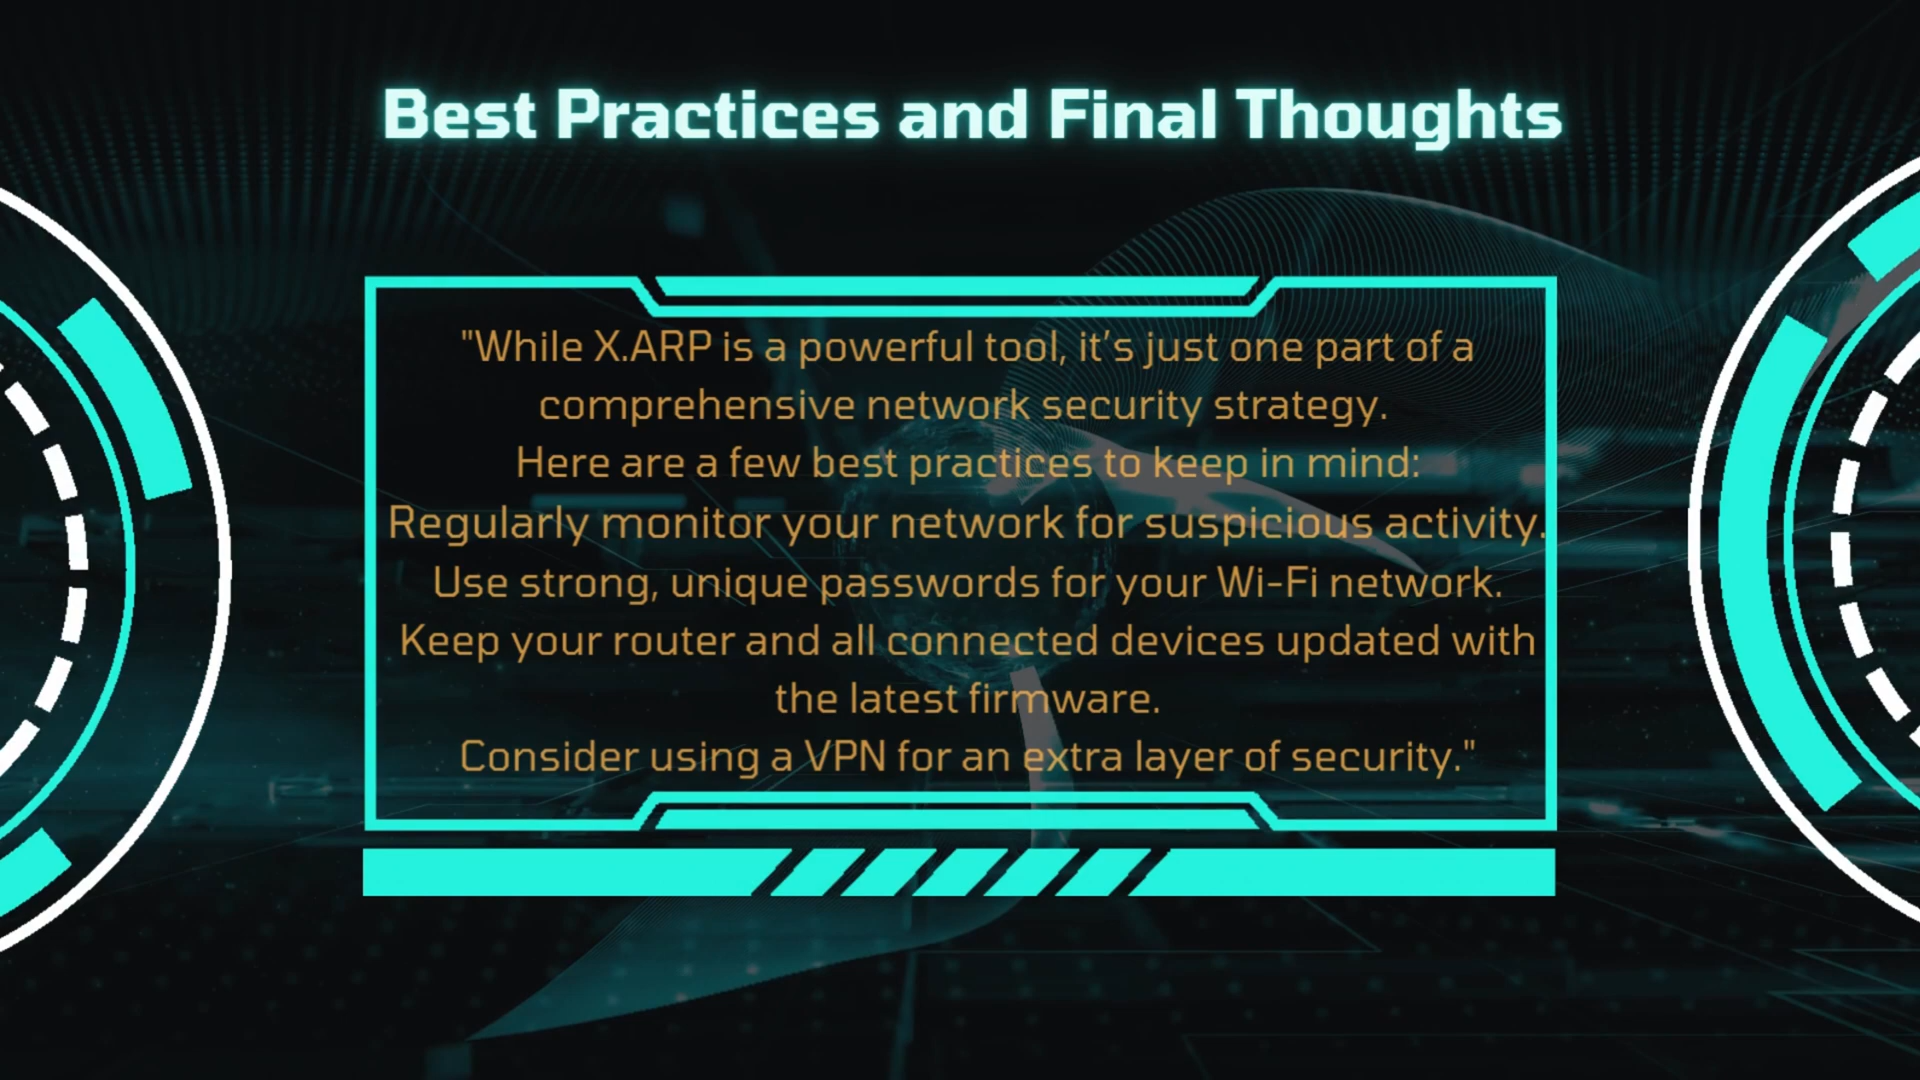 Best Practices and Final Thoughts
"While X.ARP is a powerful tool, it’s just one part of a
comprehensive network security strategy.
Here are a few best practices to keep in mind:
Regularly monitor your network for suspicious activity.
Use strong, unique passwords for your Wi-Fi network.
Keep your router and all connected devices updated with
the latest firmware.
Consider using a VPN for an extra layer of security."